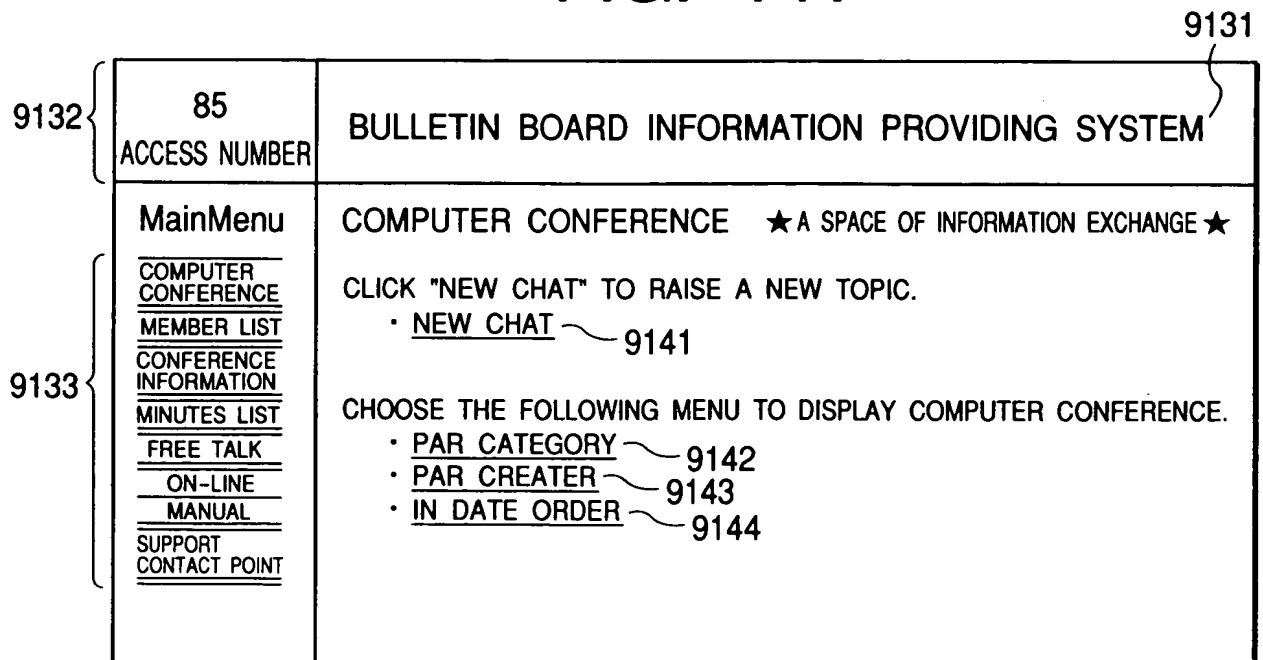 9131
9132
85
ACCESS NUMBER
BULLETIN BOARD INFORMATION PROVIDING SYSTEM
MainMenu
9133
COMPUTER
CONFERENCE
MEMBER LIST
CONFERENCE
INFORMATION
MINUTES LIST
FREE TALK
ON-LINE
MANUAL
SUPPORT
CONTACT POINT
COMPUTER CONFERENCE ★A SPACE OF INFORMATION EXCHANGE★
CLICK "NEW CHAT" TO RAISE A NEW TOPIC.
· NEW CHAT 9141
CHOOSE THE FOLLOWING MENU TO DISPLAY COMPUTER CONFERENCE.
· PAR CATEGORY 9142
· PAR CREATER 9143
· IN DATE ORDER 9144